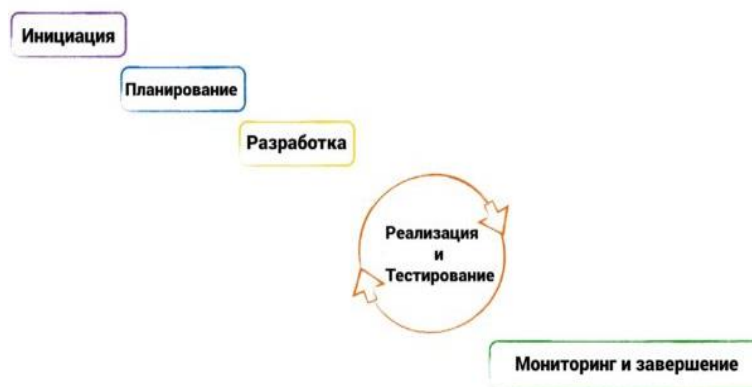 Инициация
Планирование
Разработка
Реализация
и
Тестирование
Мониторинг и завершение